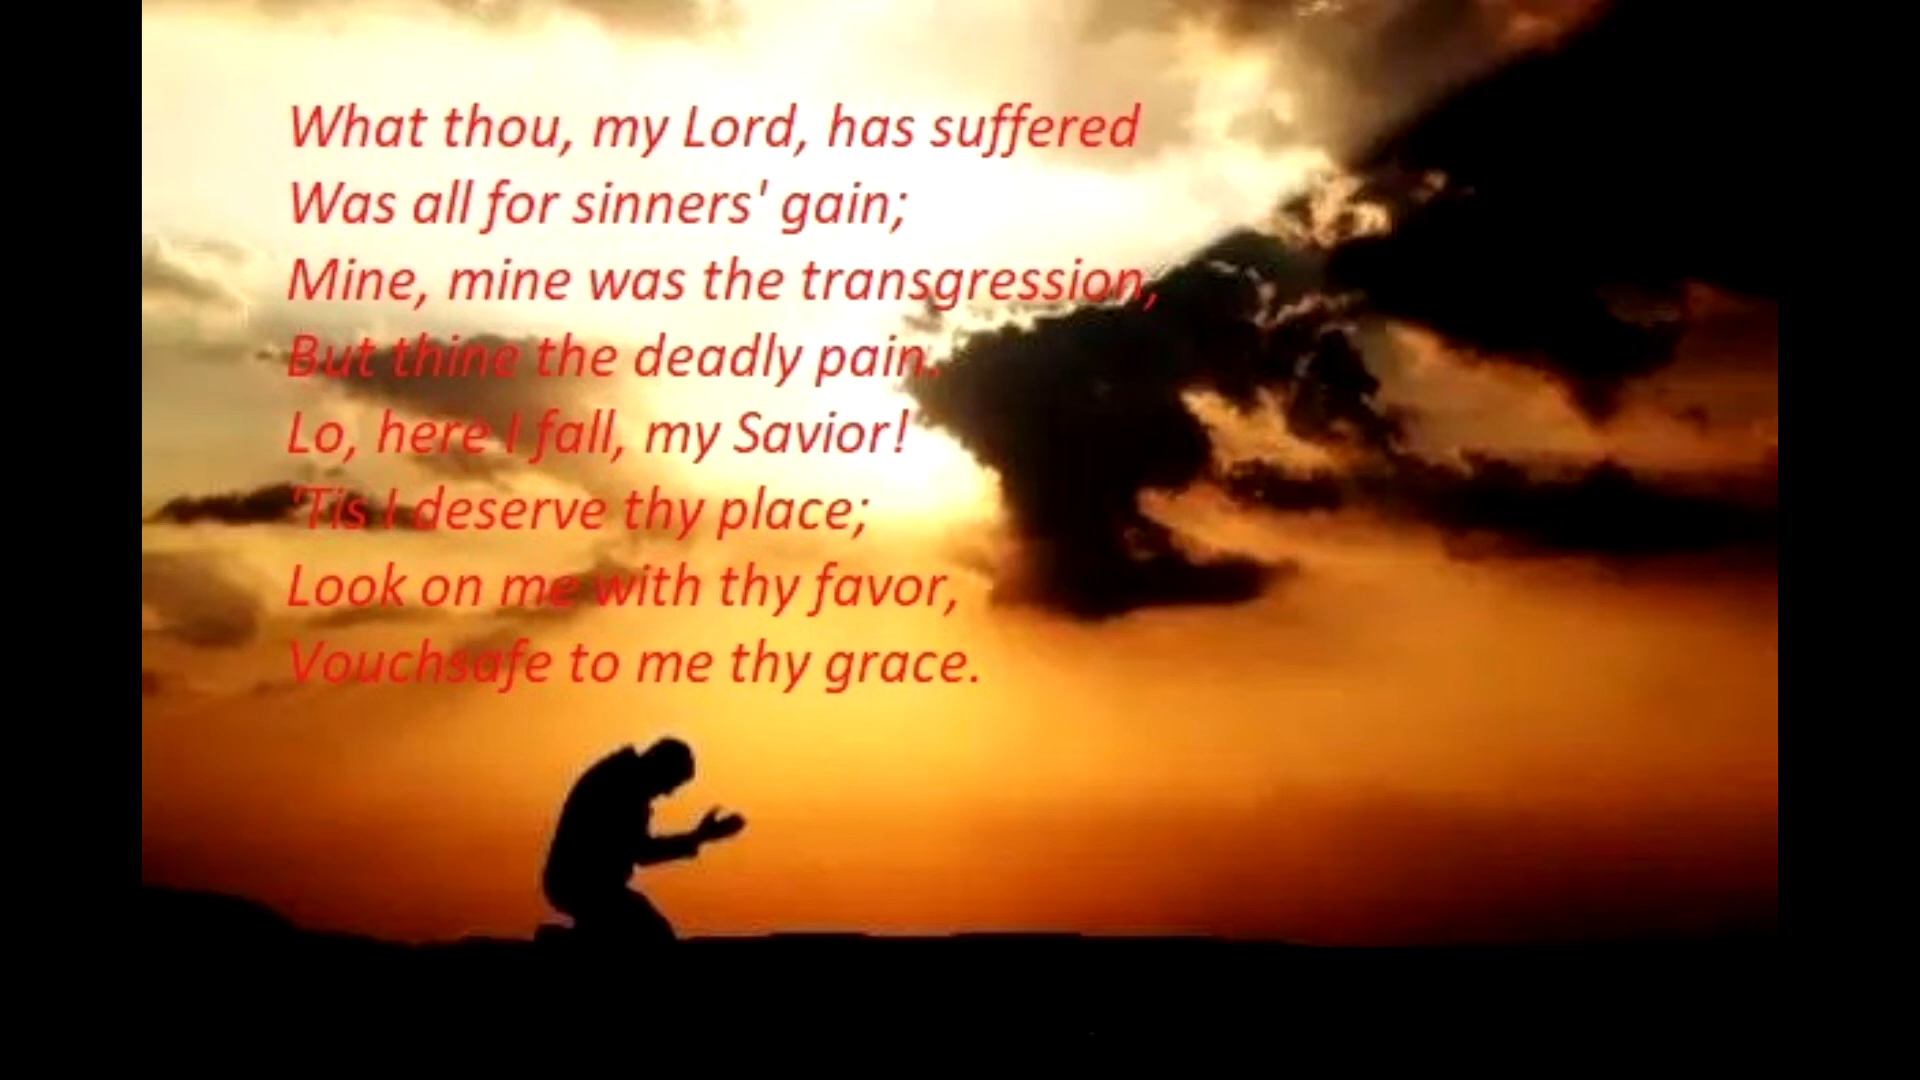 What thou, my Lord, has suffered
Was all for sinners' gain;
Mine, mine was the transgression,
But thine the deadly pain.
Lo, here I fall, my Savior!
'Tis I deserve thy place;
Look on me with thy favor,
Vouchsafe to me thy grace.